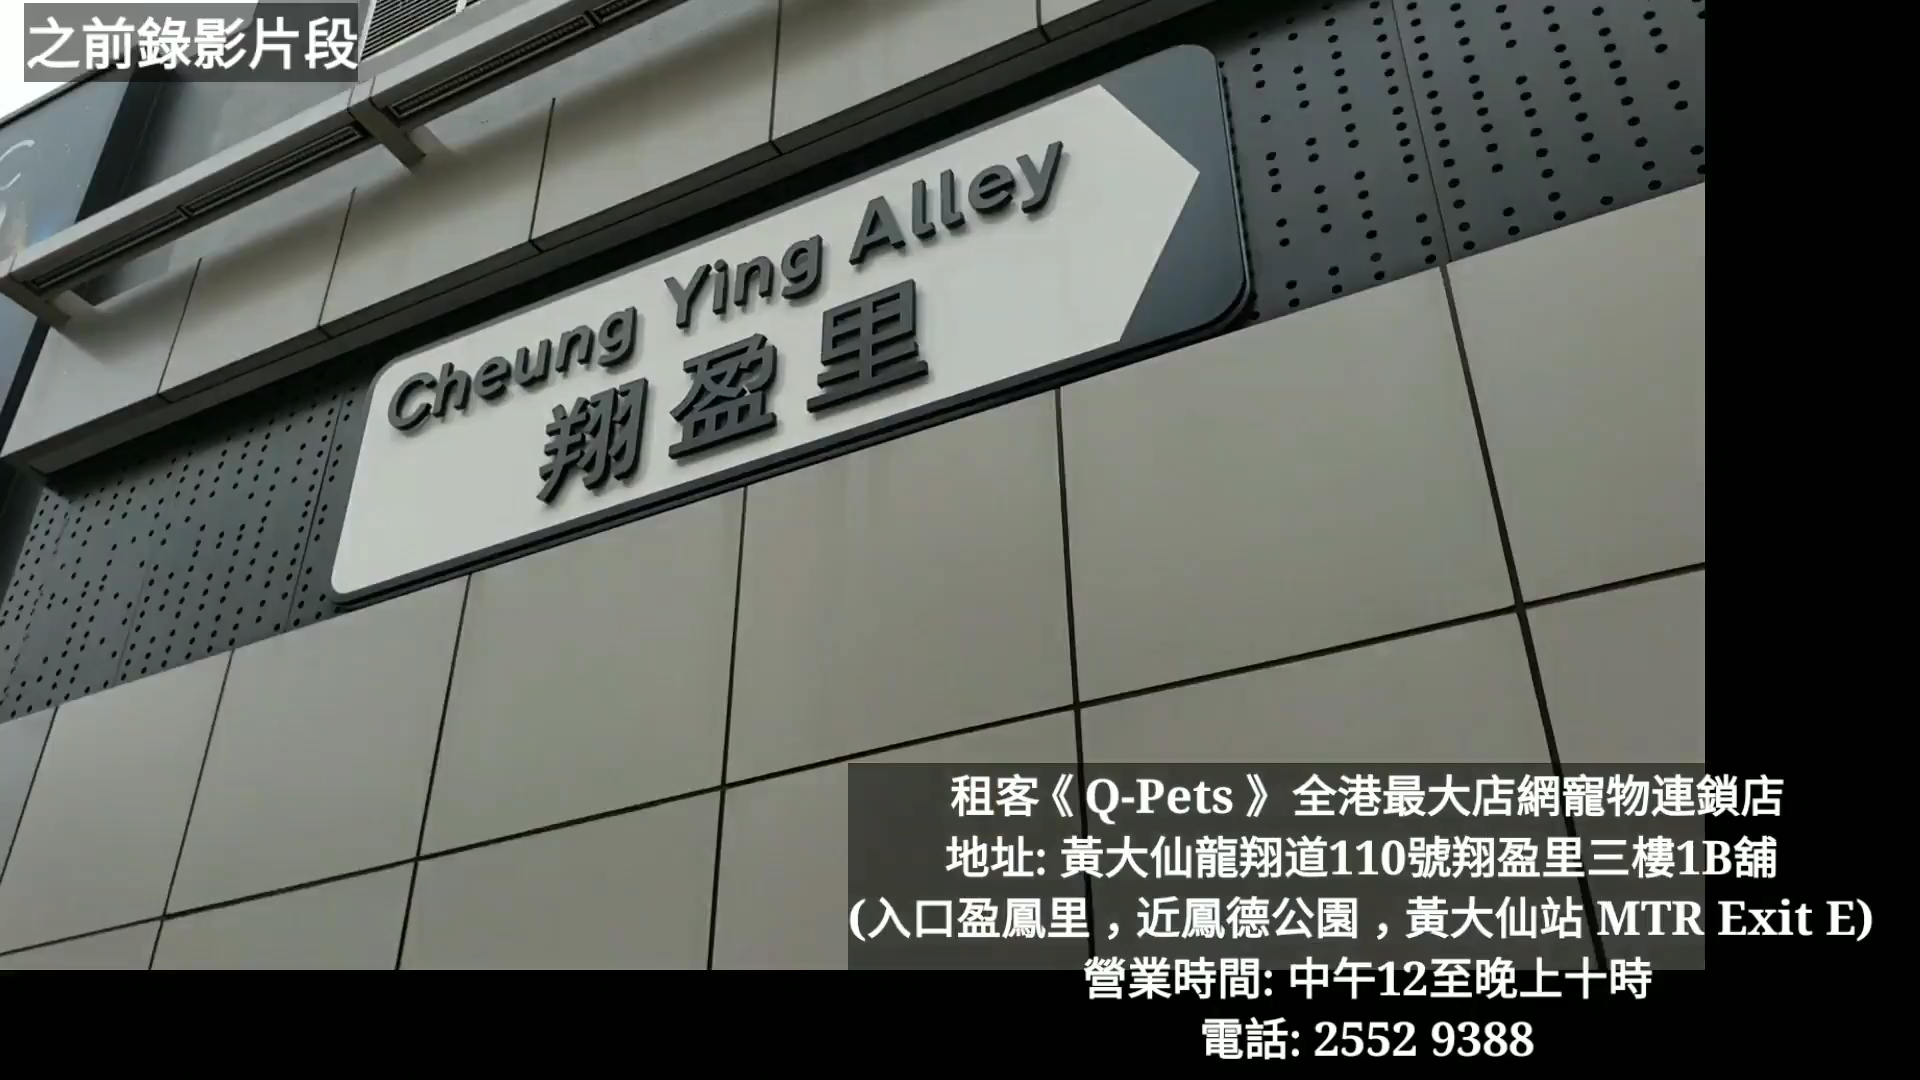 之前錄影片段
Cheung Ying Alley
翔盈里
租客《Q-Pets》全港最大店網寵物連鎖店
地址: 黃大仙龍翔道110號翔盈里三樓1B舖
(入口盈鳳里，近鳳德公園，黃大仙站 MTR Exit E)
營業時間: 中午12至晚上十時
電話: 2552 9388